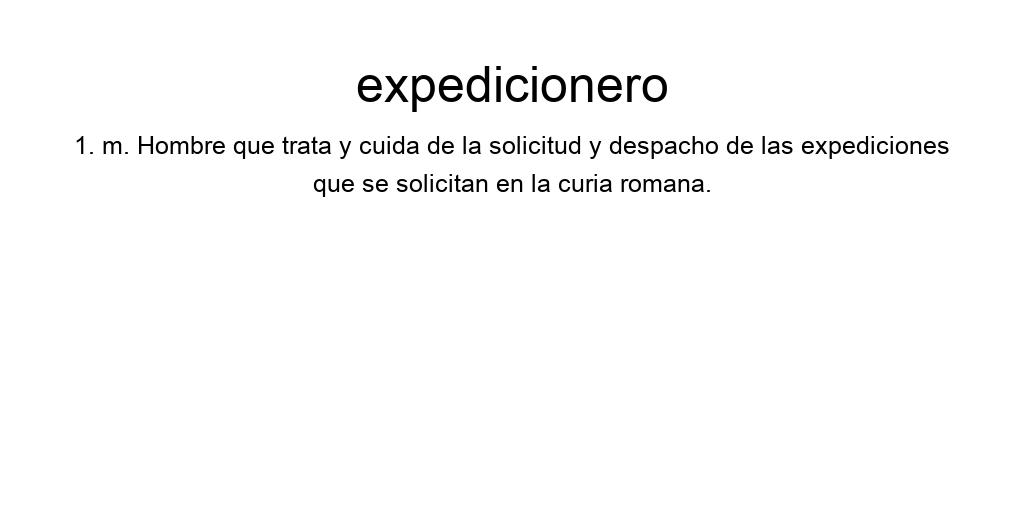 expedicionero
1. m. Hombre que trata y cuida de la solicitud y despacho de las expediciones
que se solicitan en la curia romana.